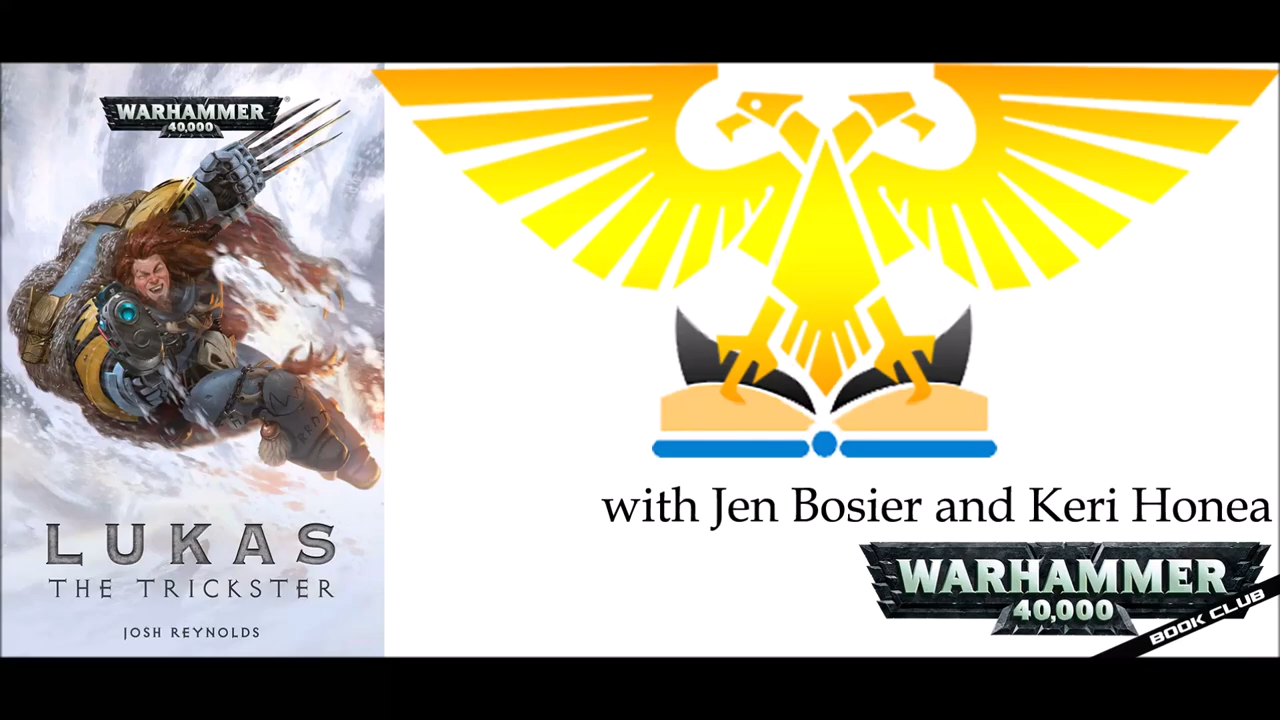 WARHAMMER
40,000
LUKAS
THE TRICKSTER
JOSH REYNOLDS
with Jen Bosier and Keri Honea
WARHAMMER
40,000
BOOK CLUB